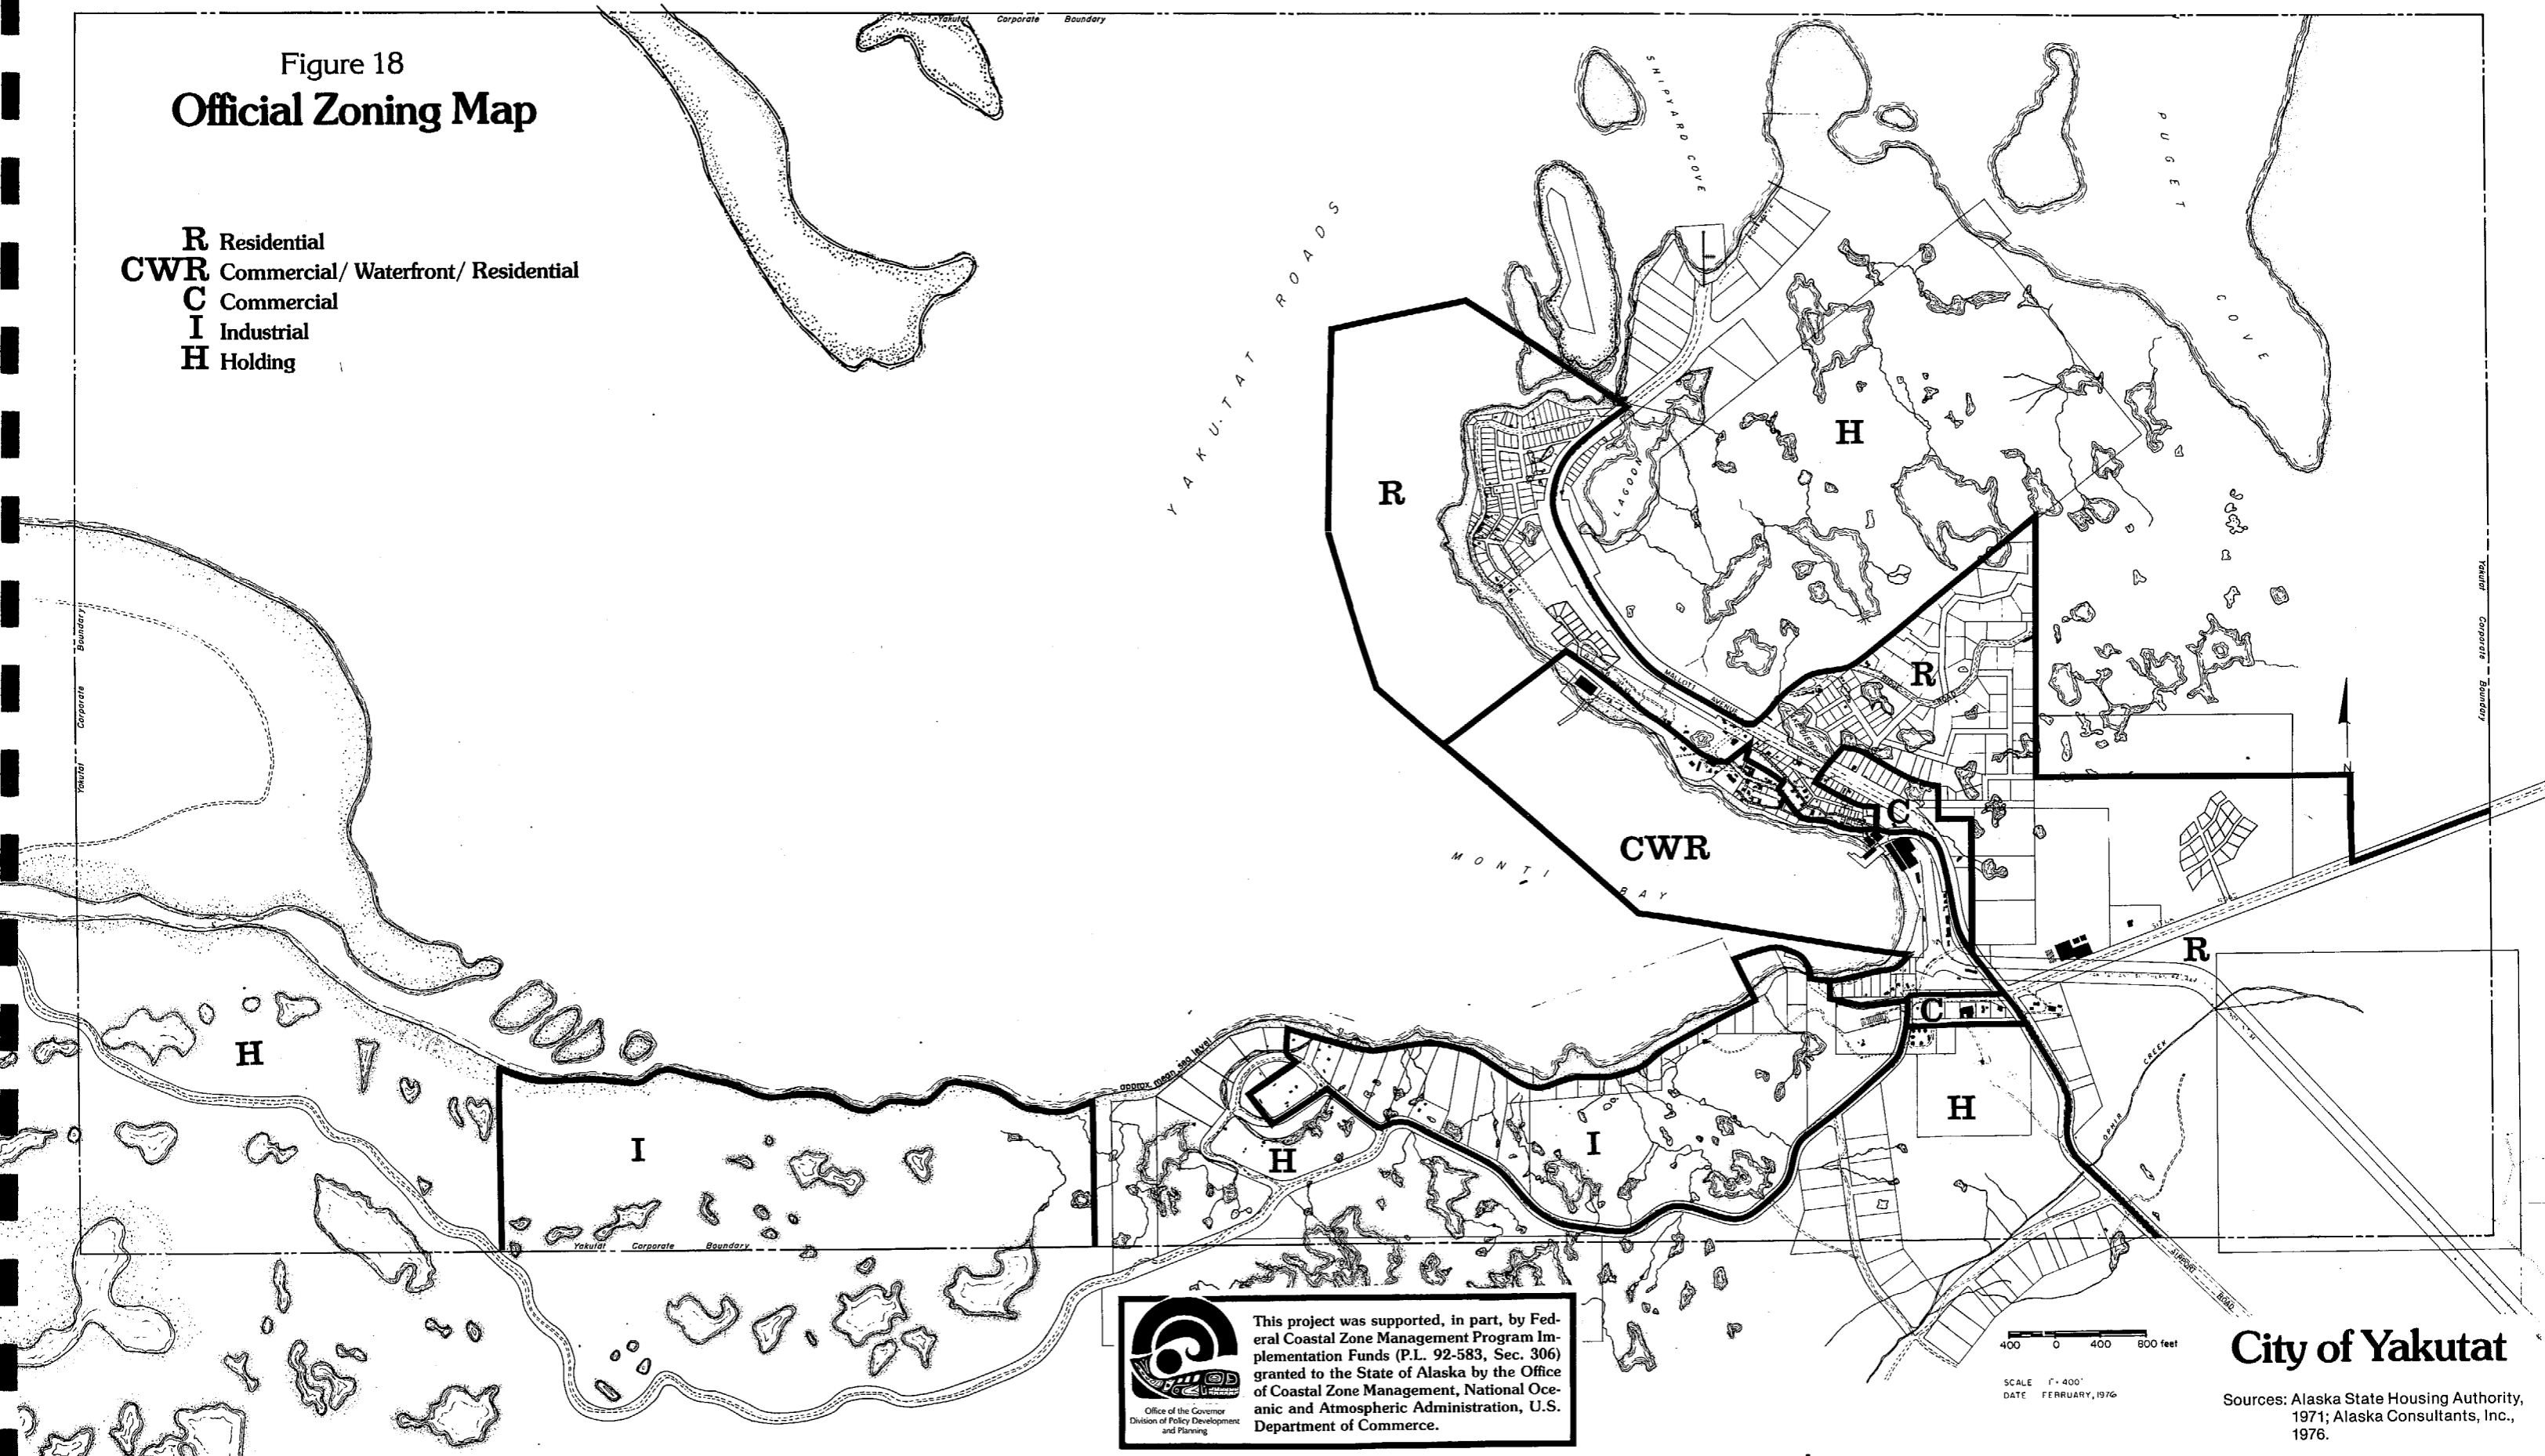 Yakutat Corporate Boundary
Figure 18
Official Zoning Map
R Residential
CWR Commercial/ Waterfront/ Residential
C Commercial
I Industrial
H Holding
SHIPYARD COVE
PUGET COVE
YAKUTAT ROADS
H
R
LAGOON
Yakutat Corporate Boundary
Yakutat Corporate Boundary
R
MALLOTT AVENUE
ROAD
C
CWR
MONTI BAY
R
C
H
I
approx. mean sea level
H
I
H
OPHIR CREEK
Yakutat Corporate Boundary
AIRPORT ROAD
This project was supported, in part, by Fed-
eral Coastal Zone Management Program Im-
plementation Funds (P.L. 92-583, Sec. 306)
granted to the State of Alaska by the Office
of Coastal Zone Management, National Oce-
anic and Atmospheric Administration, U.S.
Department of Commerce.
Office of the Governor
Division of Policy Development
and Planning
400 0 400 800 feet
SCALE 1"=400'
DATE FEBRUARY, 1976
City of Yakutat
Sources: Alaska State Housing Authority,
1971; Alaska Consultants, Inc.,
1976.